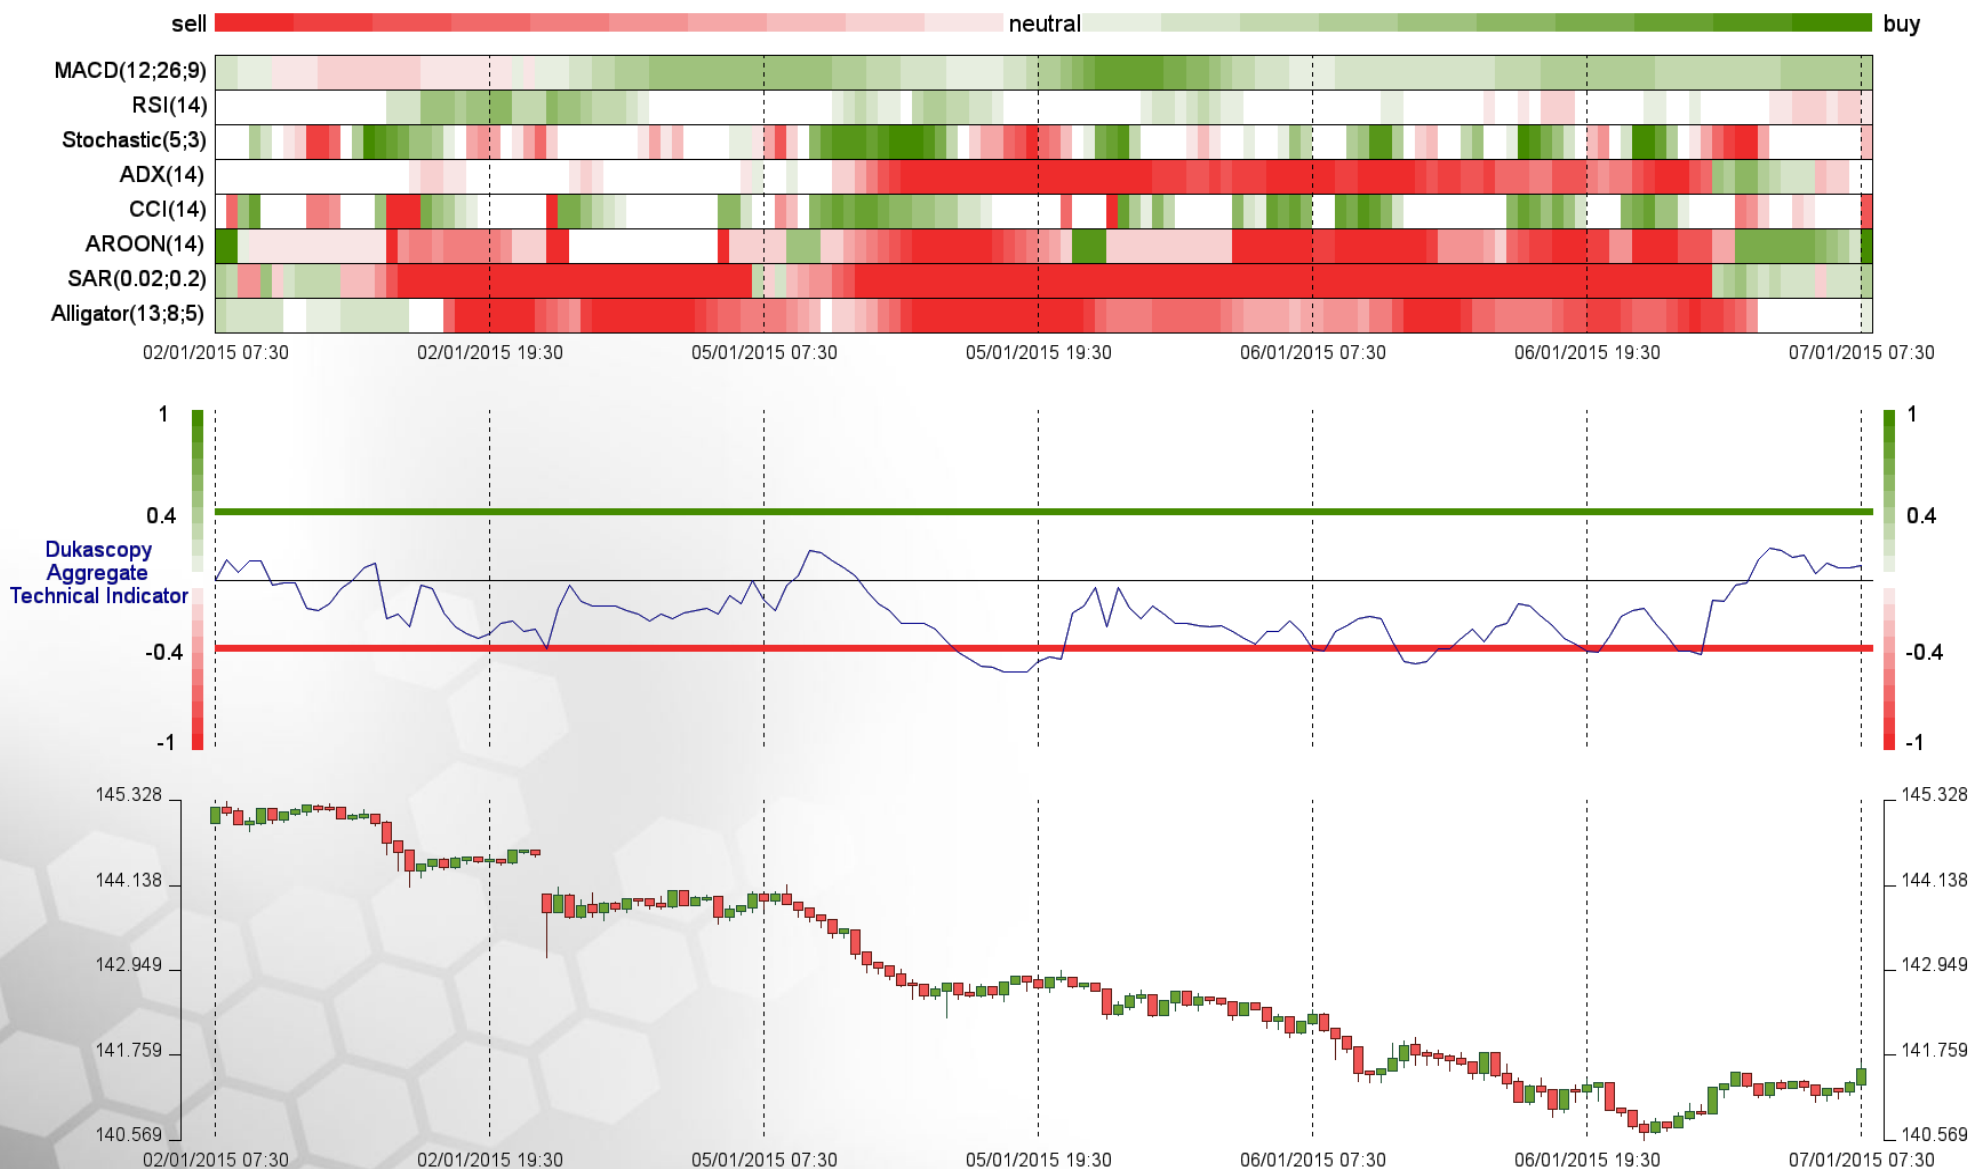 sell neutral buy
MACD(12;26;9)
RSI(14)
Stochastic(5;3)
ADX(14)
CCI(14)
AROON(14)
SAR(0.02;0.2)
Alligator(13;8;5)
02/01/2015 07:30 02/01/2015 19:30 05/01/2015 07:30 05/01/2015 19:30 06/01/2015 07:30 06/01/2015 19:30 07/01/2015 07:30
1 1
0.4 0.4
Dukascopy
Aggregate
Technical Indicator
-0.4 -0.4
-1 -1
145.328 145.328
144.138 144.138
142.949 142.949
141.759 141.759
140.569 140.569
02/01/2015 07:30 02/01/2015 19:30 05/01/2015 07:30 05/01/2015 19:30 06/01/2015 07:30 06/01/2015 19:30 07/01/2015 07:30